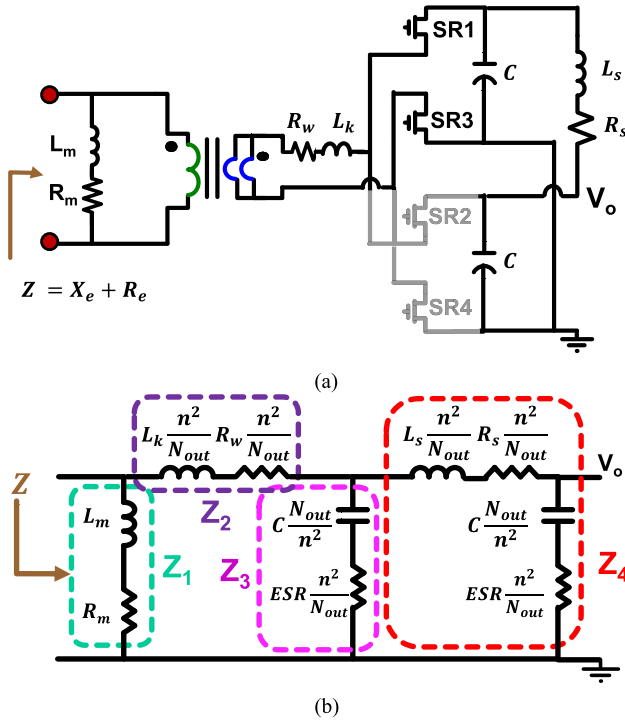 SR1
C
L_s
R_s
R_w L_k
SR3
L_m
R_m
SR2
V_o
C
SR4
Z = X_e + R_e
(a)
L_k n^2/N_out R_w n^2/N_out
L_s n^2/N_out R_s n^2/N_out
V_o
Z
Z_2
L_m
C N_out/n^2
C N_out/n^2
Z_1
Z_3
Z_4
R_m
ESR n^2/N_out
ESR n^2/N_out
(b)